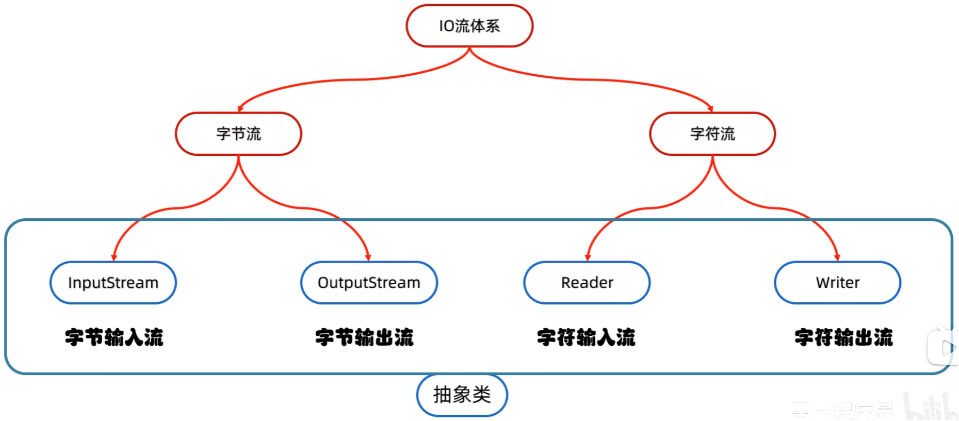 IO流体系
字节流
字符流
InputStream
OutputStream
Reader
Writer
字节输入流
字节输出流
字符输入流
字符输出流
抽象类